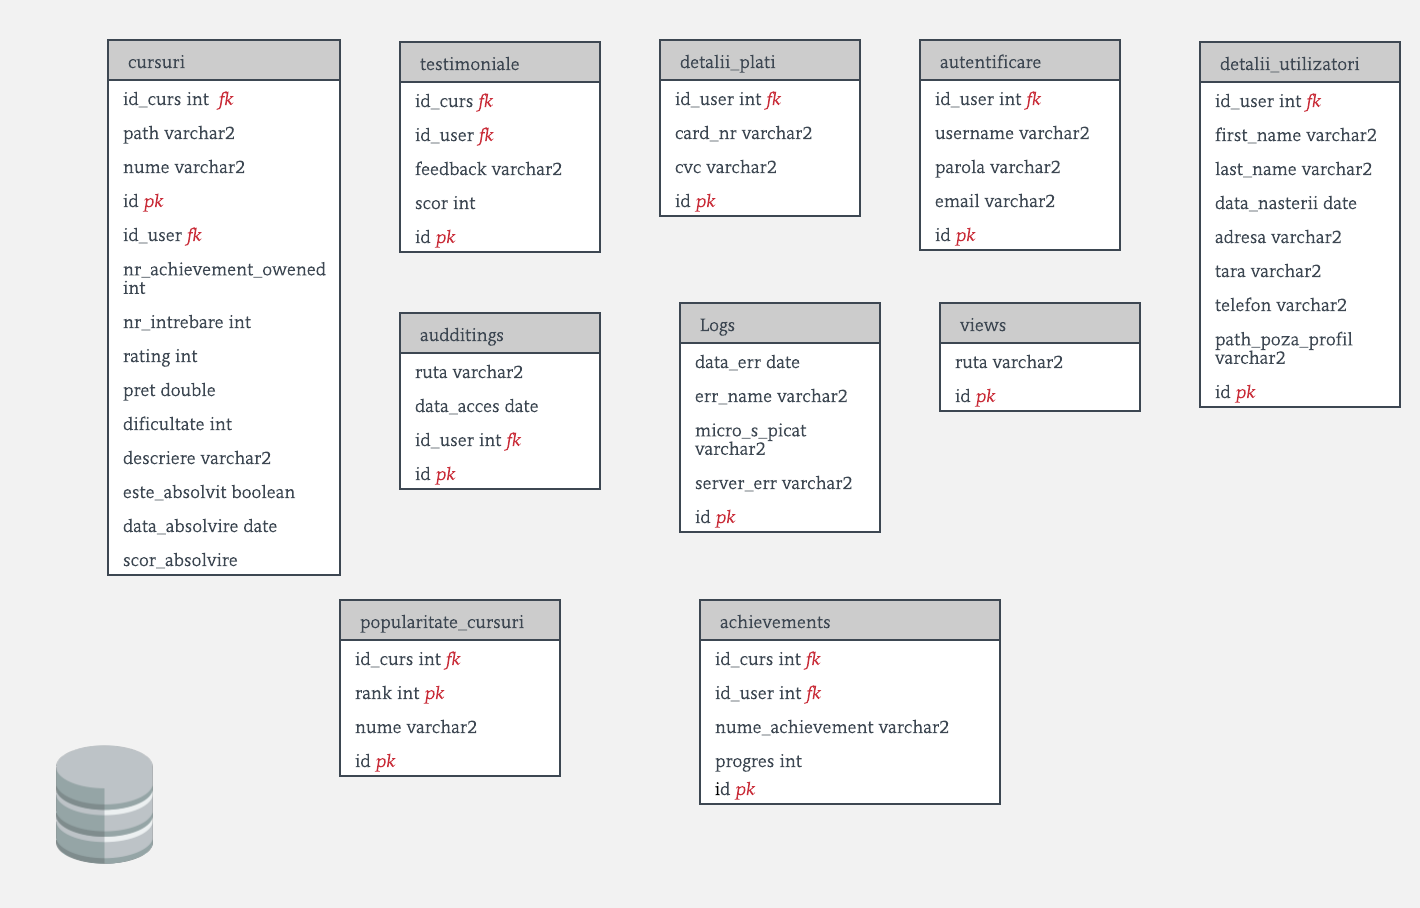 cursuri
id_curs int fk
path varchar2
nume varchar2
id pk
id_user fk
nr_achievement_owened
int
nr_intrebare int
rating int
pret double
dificultate int
descriere varchar2
este_absolvit boolean
data_absolvire date
scor_absolvire
testimoniale
id_curs fk
id_user fk
feedback varchar2
scor int
id pk
detalii_plati
id_user int fk
card_nr varchar2
cvc varchar2
id pk
autentificare
id_user int fk
username varchar2
parola varchar2
email varchar2
id pk
detalii_utilizatori
id_user int fk
first_name varchar2
last_name varchar2
data_nasterii date
adresa varchar2
tara varchar2
telefon varchar2
path_poza_profil
varchar2
id pk
audditings
ruta varchar2
data_acces date
id_user int fk
id pk
Logs
data_err date
err_name varchar2
micro_s_picat
varchar2
server_err varchar2
id pk
views
ruta varchar2
id pk
popularitate_cursuri
id_curs int fk
rank int pk
nume varchar2
id pk
achievements
id_curs int fk
id_user int fk
nume_achievement varchar2
progres int
id pk